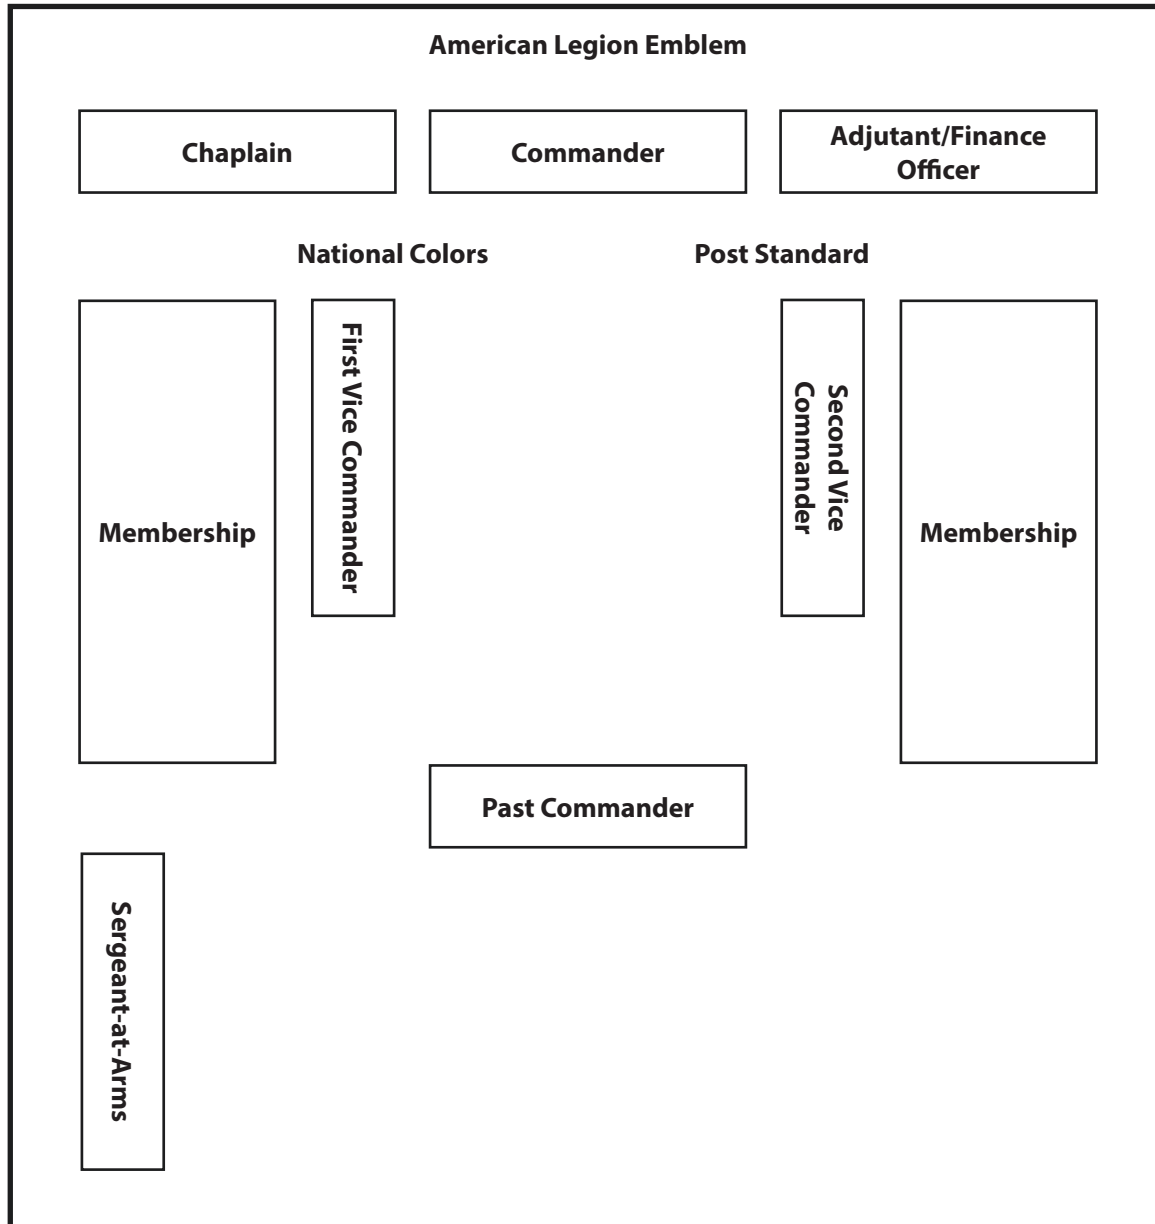 American Legion Emblem
Chaplain
Commander
Adjutant/Finance
Officer
National Colors
Post Standard
Membership
First Vice Commander
Second Vice
Commander
Membership
Past Commander
Sergeant-at-Arms